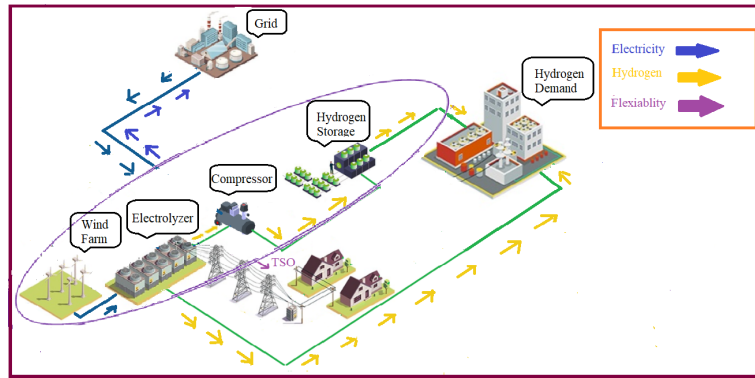 Grid
Electricity
Hydrogen
Flexiablity
Hydrogen
Demand
Hydrogen
Storage
Compressor
Electrolyzer
Wind
Farm
TSO